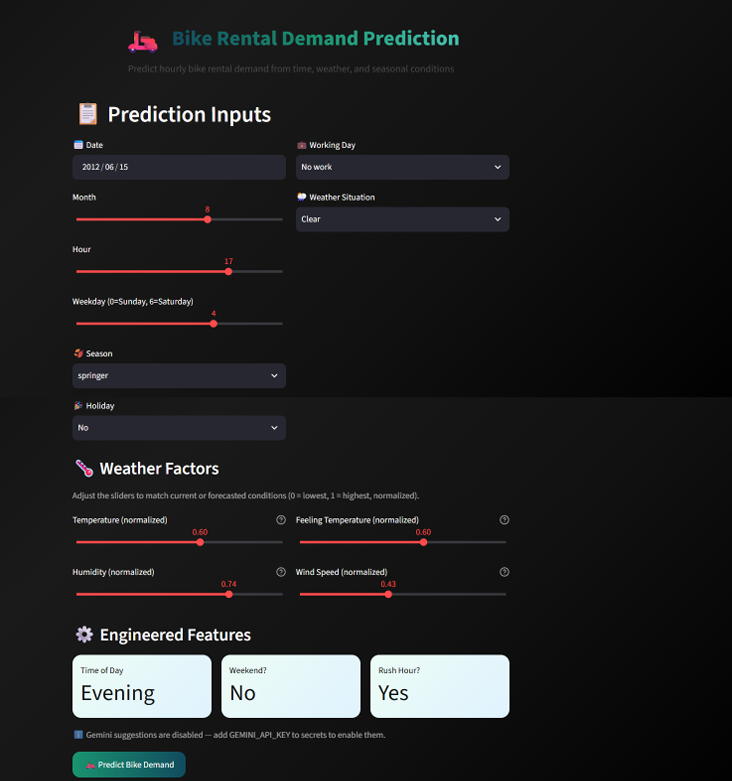 Bike Rental Demand Prediction
Predict hourly bike rental demand from time, weather, and seasonal conditions
Prediction Inputs
Date
Working Day
2012 / 06 / 15
No work
Month
Weather Situation
8
Clear
Hour
17
Weekday (0=Sunday, 6=Saturday)
4
Season
springer
Holiday
No
Weather Factors
Adjust the sliders to match current or forecasted conditions (0 = lowest, 1 = highest, normalized).
Temperature (normalized)
Feeling Temperature (normalized)
0.60
0.60
Humidity (normalized)
Wind Speed (normalized)
0.74
0.43
Engineered Features
Time of Day
Weekend?
Rush Hour?
Evening
No
Yes
Gemini suggestions are disabled — add GEMINI_API_KEY to secrets to enable them.
Predict Bike Demand